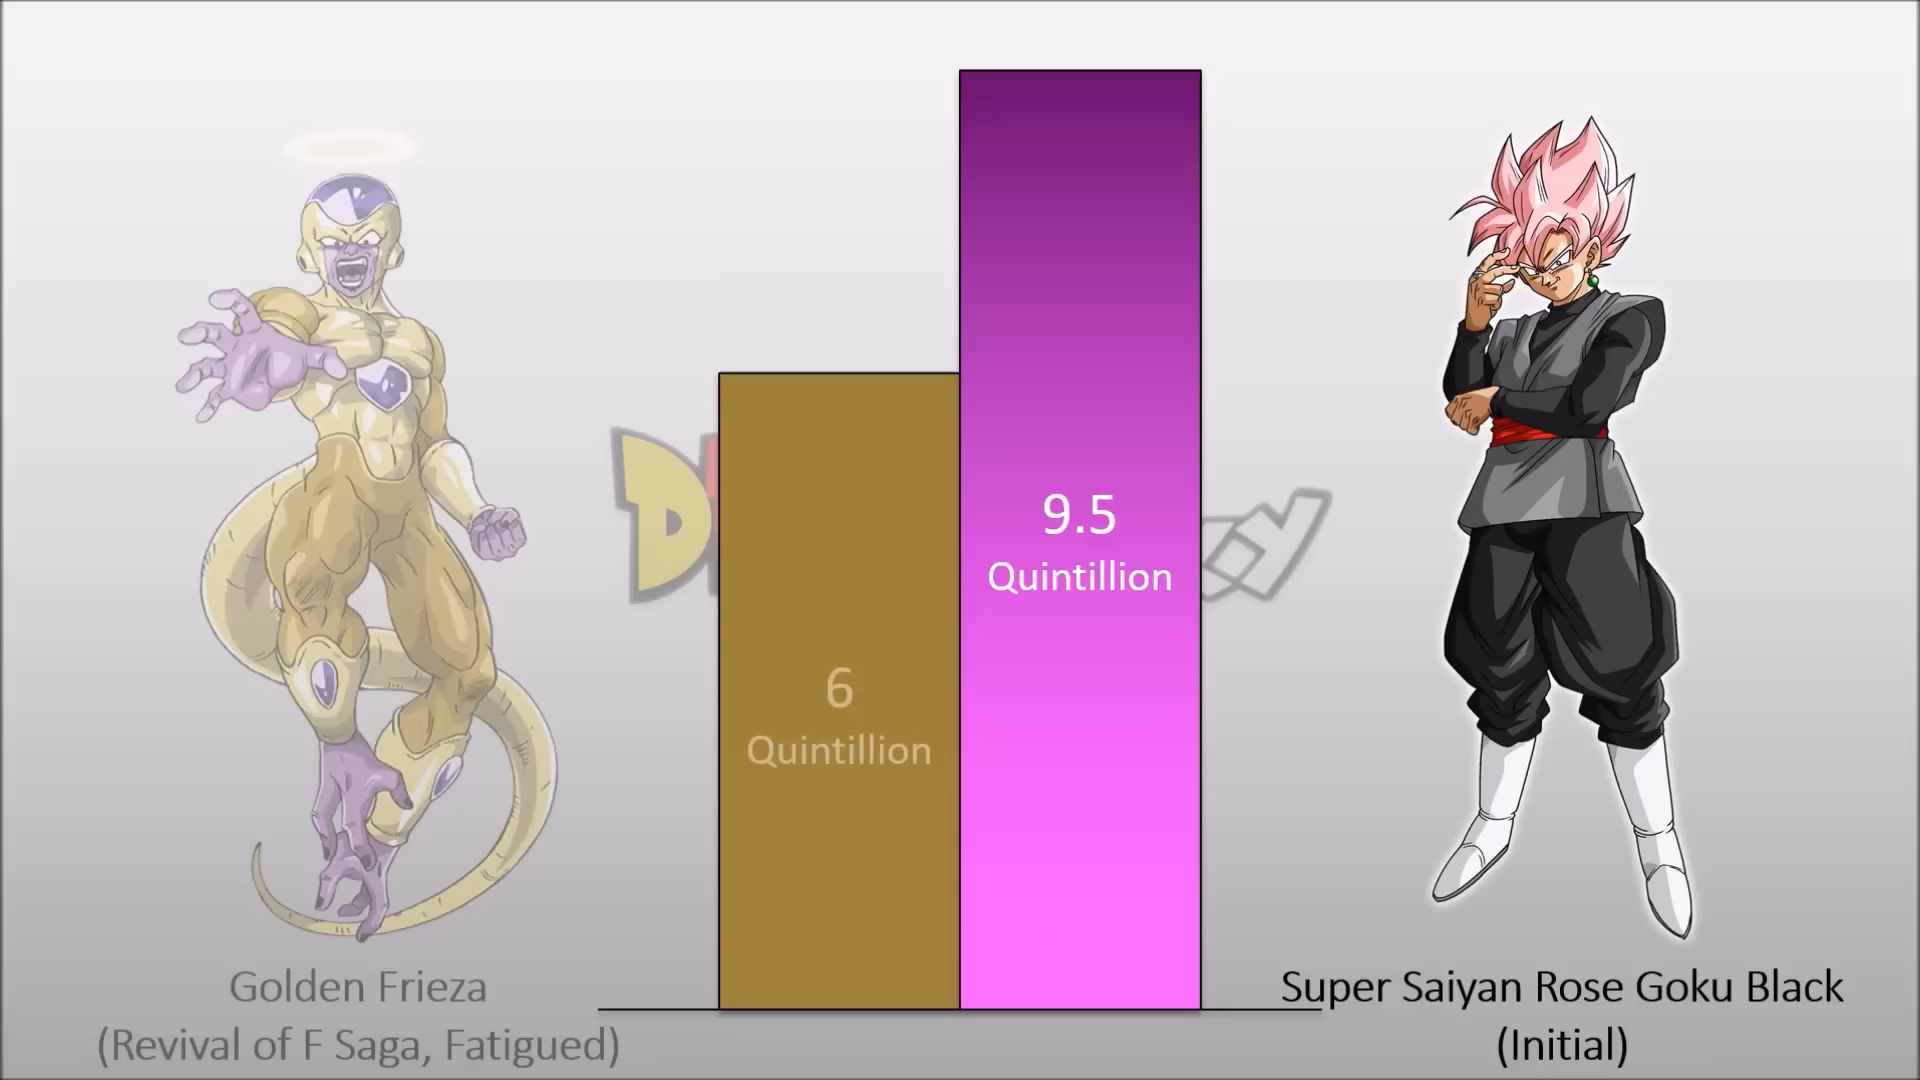 D
6
Quintillion
9.5
Quintillion
Golden Frieza
(Revival of F Saga, Fatigued)
Super Saiyan Rose Goku Black
(Initial)